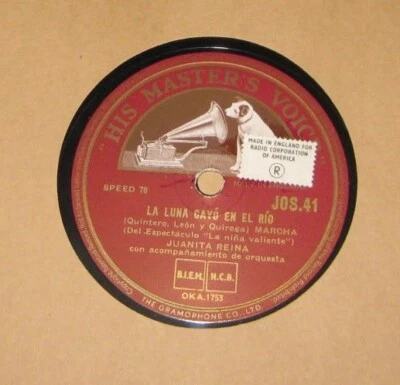 "HIS MASTER'S VOICE"
MADE IN ENGLAND FOR
RADIO CORPORATION
OF AMERICA
R
SPEED 78
JOS.41
LA LUNA CAYÓ EN EL RÍO
(Quintero, León y Quiroga) MARCHA
(Del Espectáculo "La niña valiente")
JUANITA REINA
con acompañamiento de orquesta
B.I.E.M. N.C.B.
OKA.1753
THE GRAMOPHONE CO., LTD.